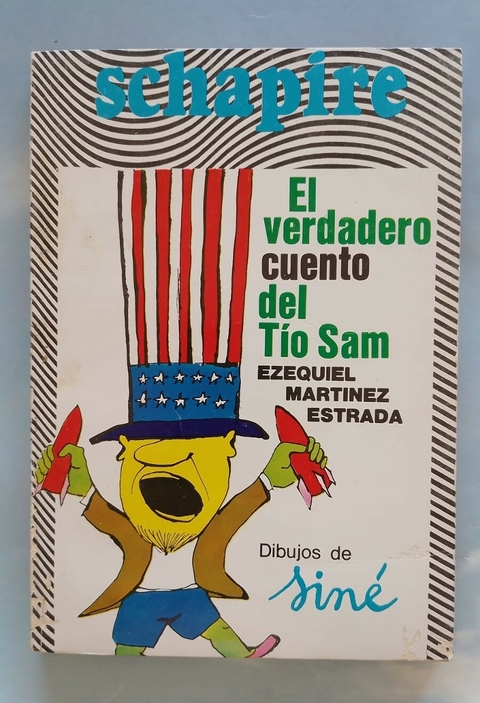 schapire
El
verdadero
cuento
del
Tío Sam
EZEQUIEL
MARTINEZ
ESTRADA
Dibujos de
siné